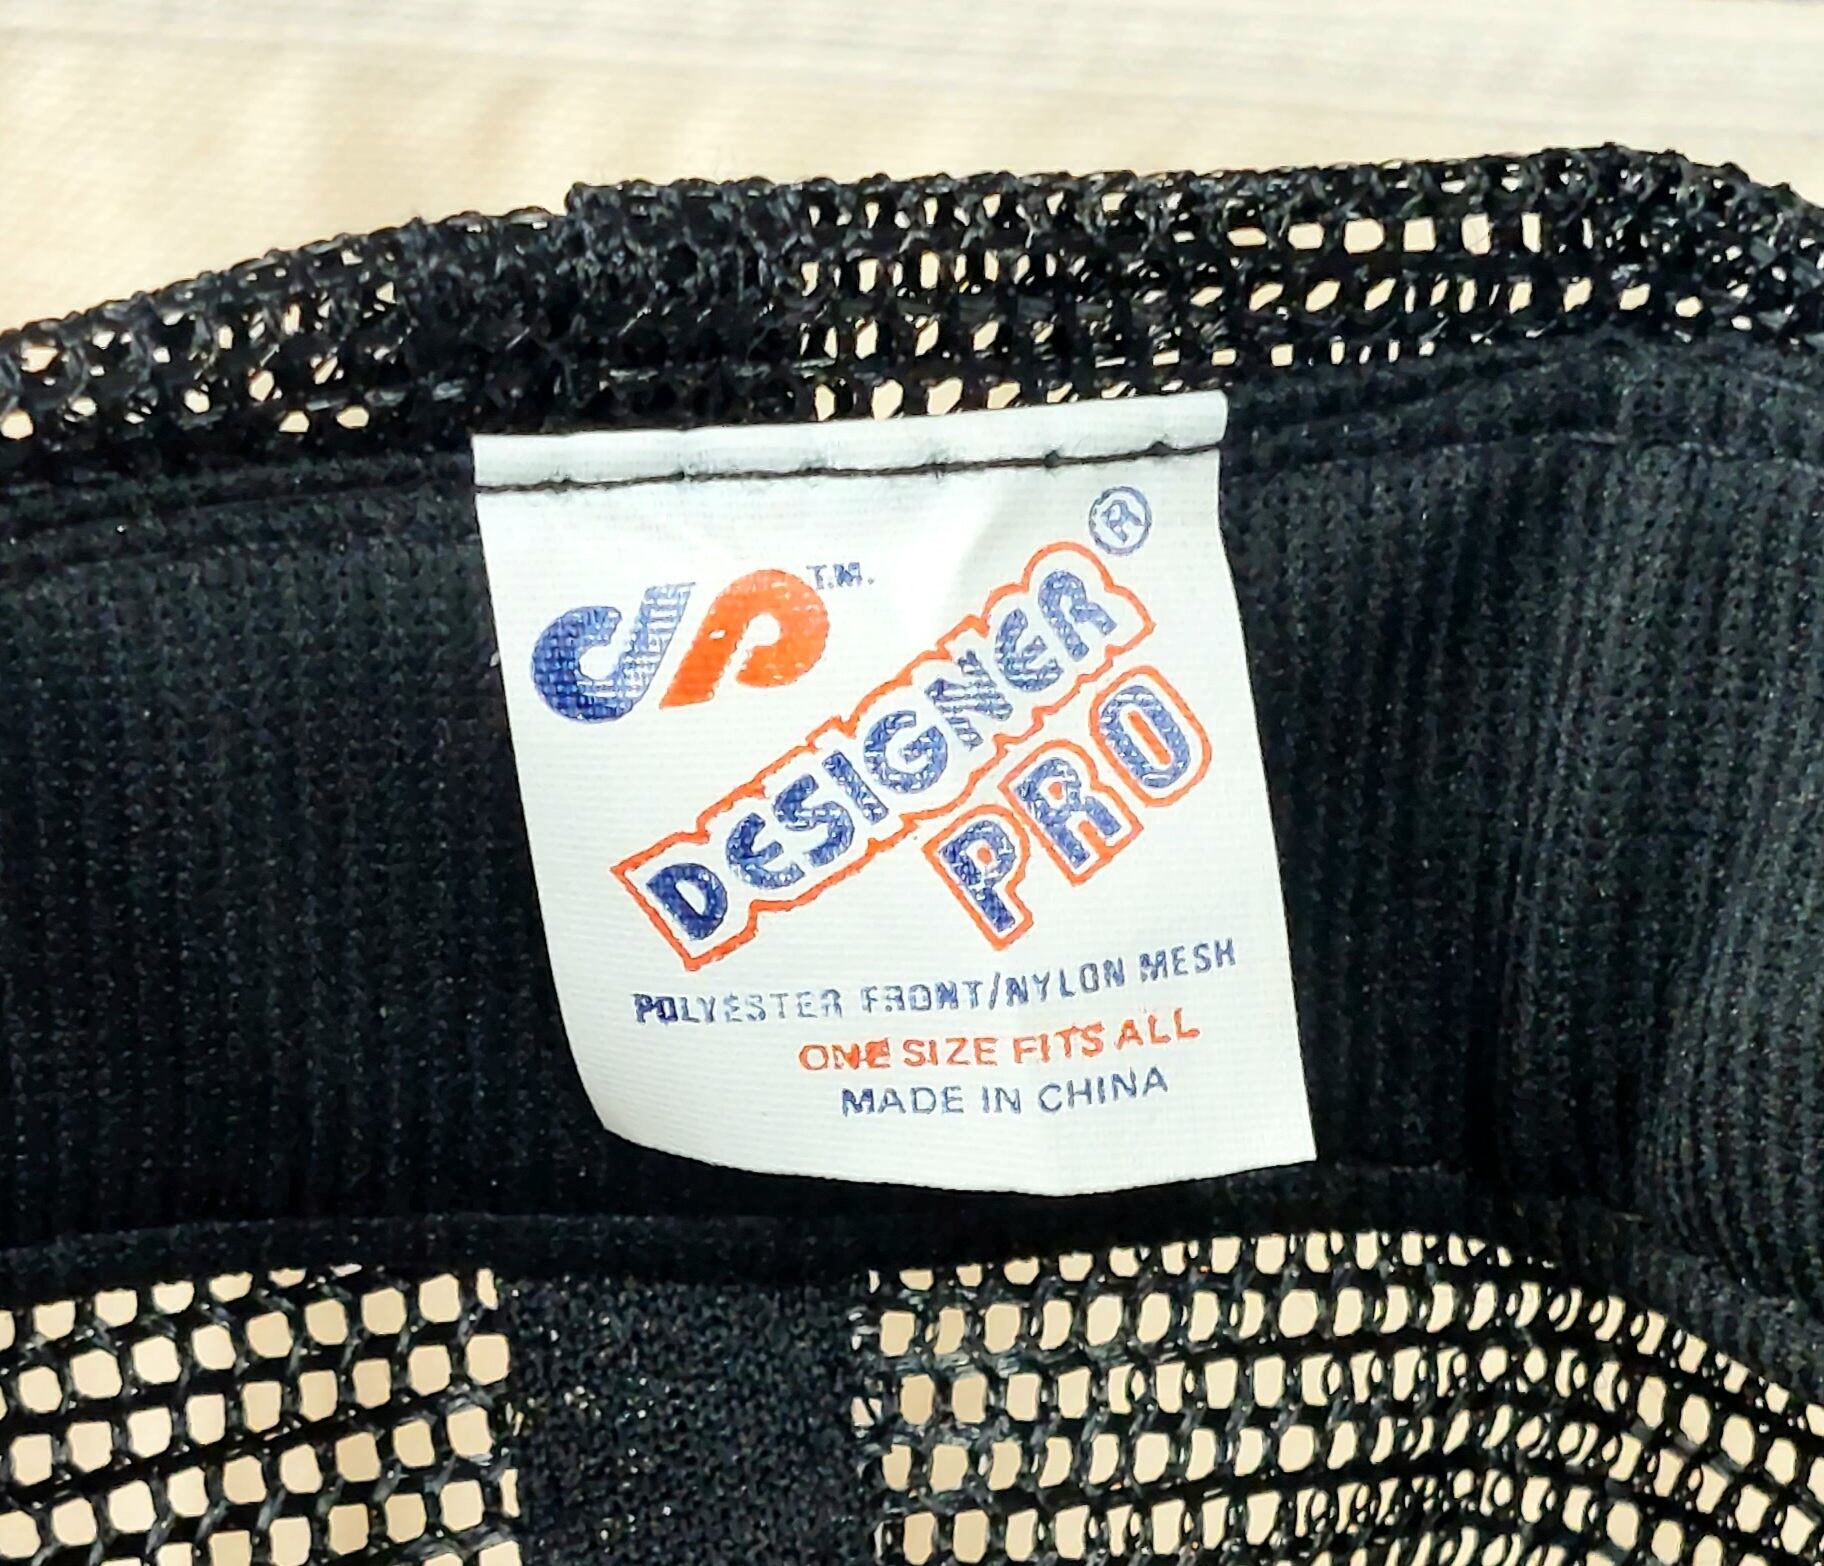 dp T.M.
DESIGNER ®
PRO
POLYESTER FRONT/NYLON MESH
ONE SIZE FITS ALL
MADE IN CHINA